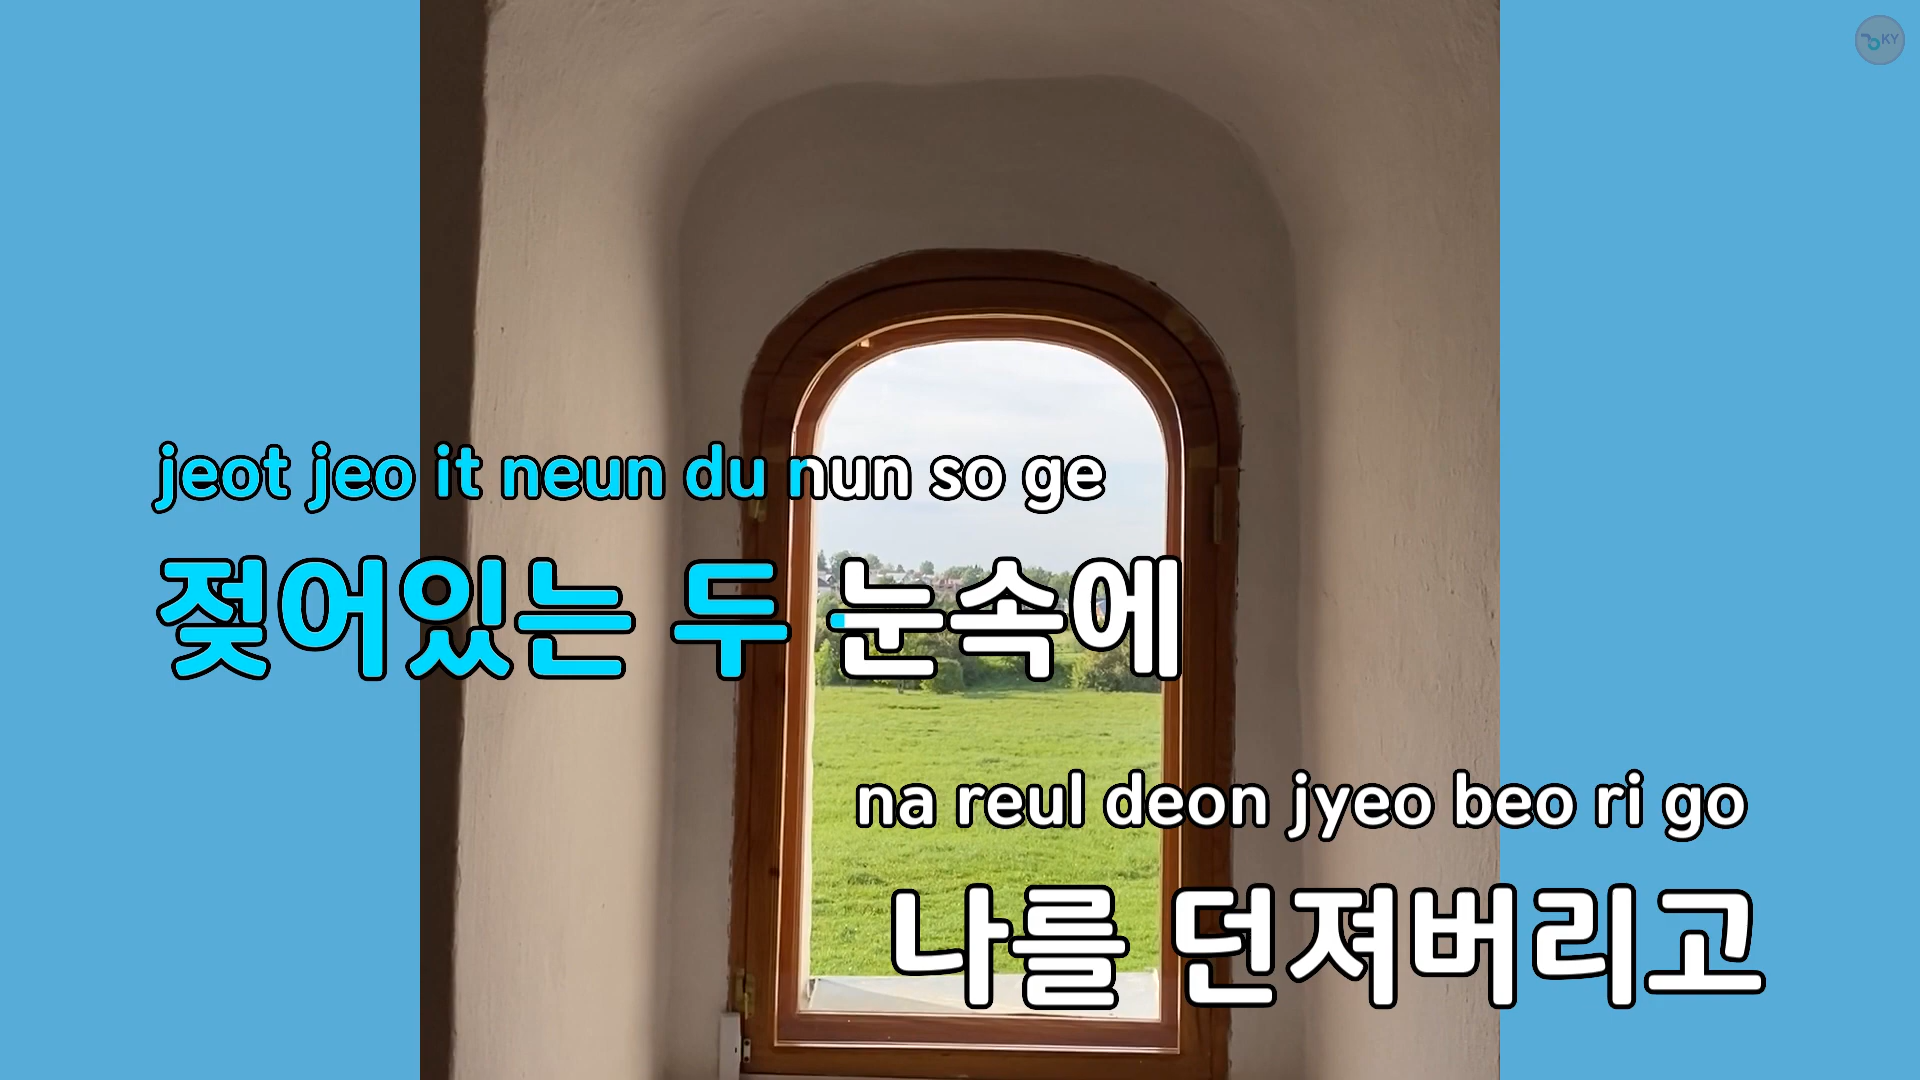 KY
jeot jeo it neun du nun so ge
젖어있는 두 눈속에
na reul deon jyeo beo ri go
나를 던져버리고